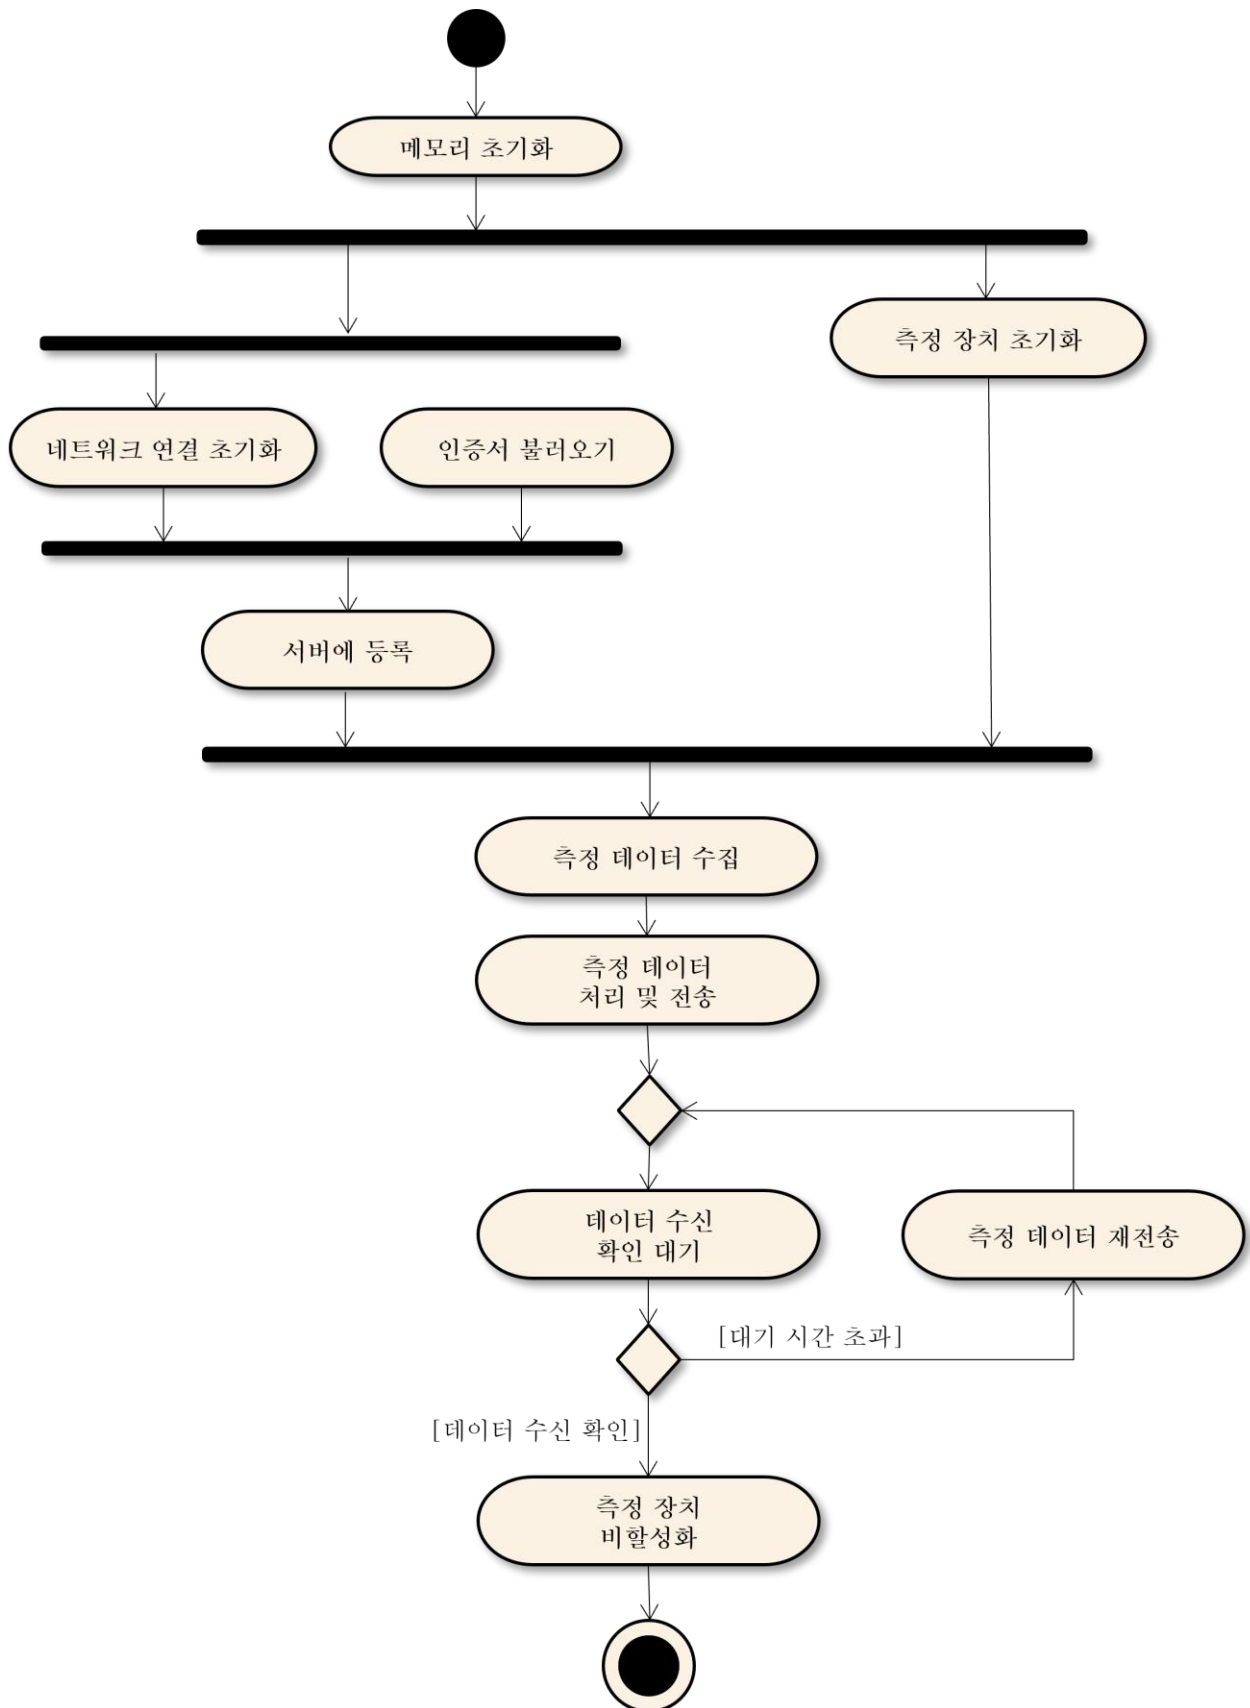 메모리 초기화
측정 장치 초기화
네트워크 연결 초기화
인증서 불러오기
서버에 등록
측정 데이터 수집
측정 데이터
처리 및 전송
데이터 수신
확인 대기
측정 데이터 재전송
[대기 시간 초과]
[데이터 수신 확인]
측정 장치
비할성화